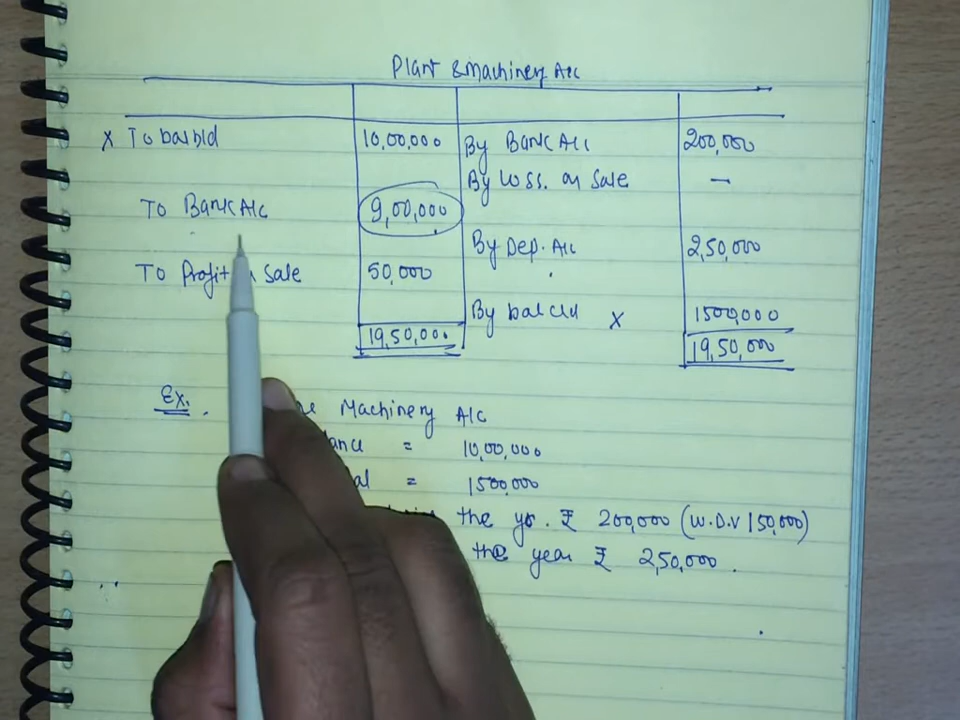 Plant & Machinery A/c
x To bal b/d 10,00,000 By Bank A/c 200,000
By Loss on Sale —
To Bank A/c 9,00,000
By Dep. A/c 2,50,000
To Profit Sale 50,000
By bal c/d x 1500,000
19,50,000 19,50,000
Ex. Machinery A/c
= 10,00,000
= 1500,000
the yr. ₹ 200,000 (W.D.V 150,000)
the year ₹ 2,50,000.